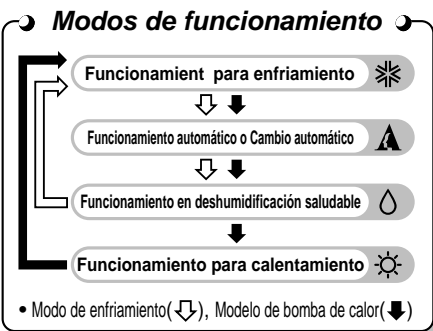 Modos de funcionamiento
Funcionamient para enfriamiento
Funcionamiento automático o Cambio automático
Funcionamiento en deshumidificación saludable
Funcionamiento para calentamiento
• Modo de enfriamiento(⇩), Modelo de bomba de calor(🡇)